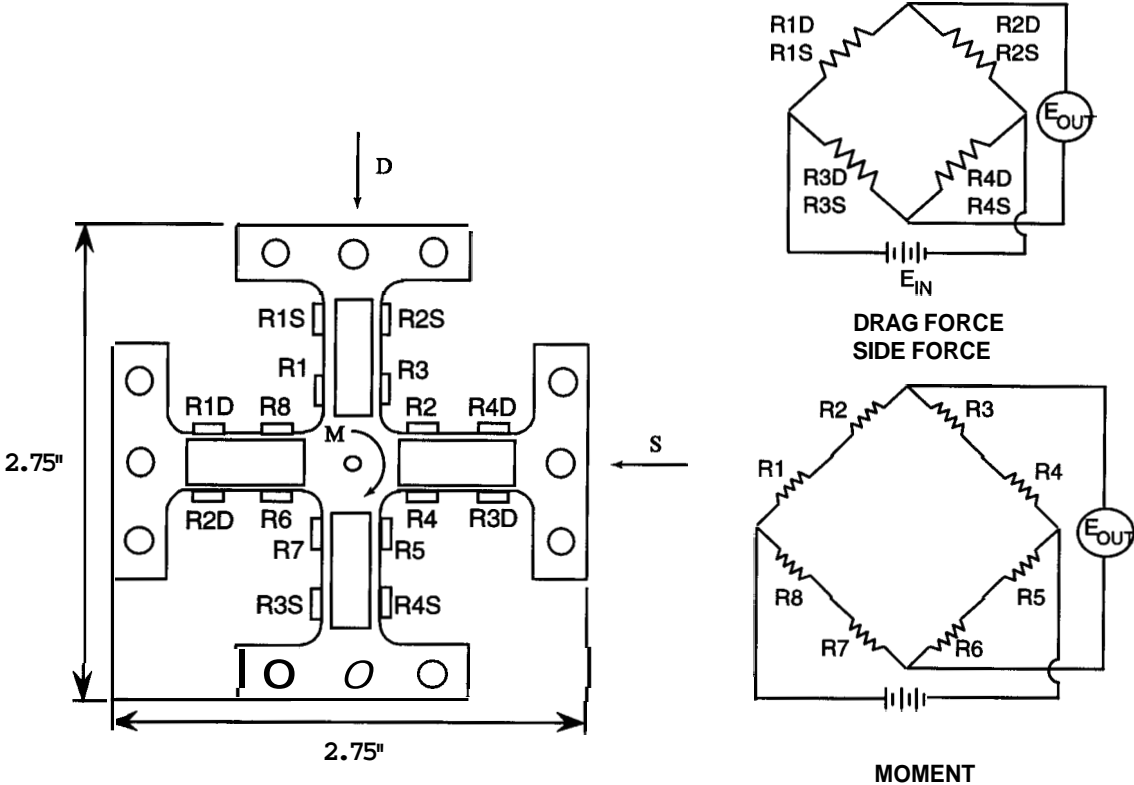 D
R1S
R2S
R1
R3
R1D
R8
R2
R4D
M
S
2.75"
R2D
R6
R4
R3D
R7
R5
R3S
R4S
2.75"
R1D
R1S
R2D
R2S
EOUT
R3D
R3S
R4D
R4S
EIN
DRAG FORCE
SIDE FORCE
R2
R3
R1
R4
EOUT
R8
R5
R7
R6
MOMENT